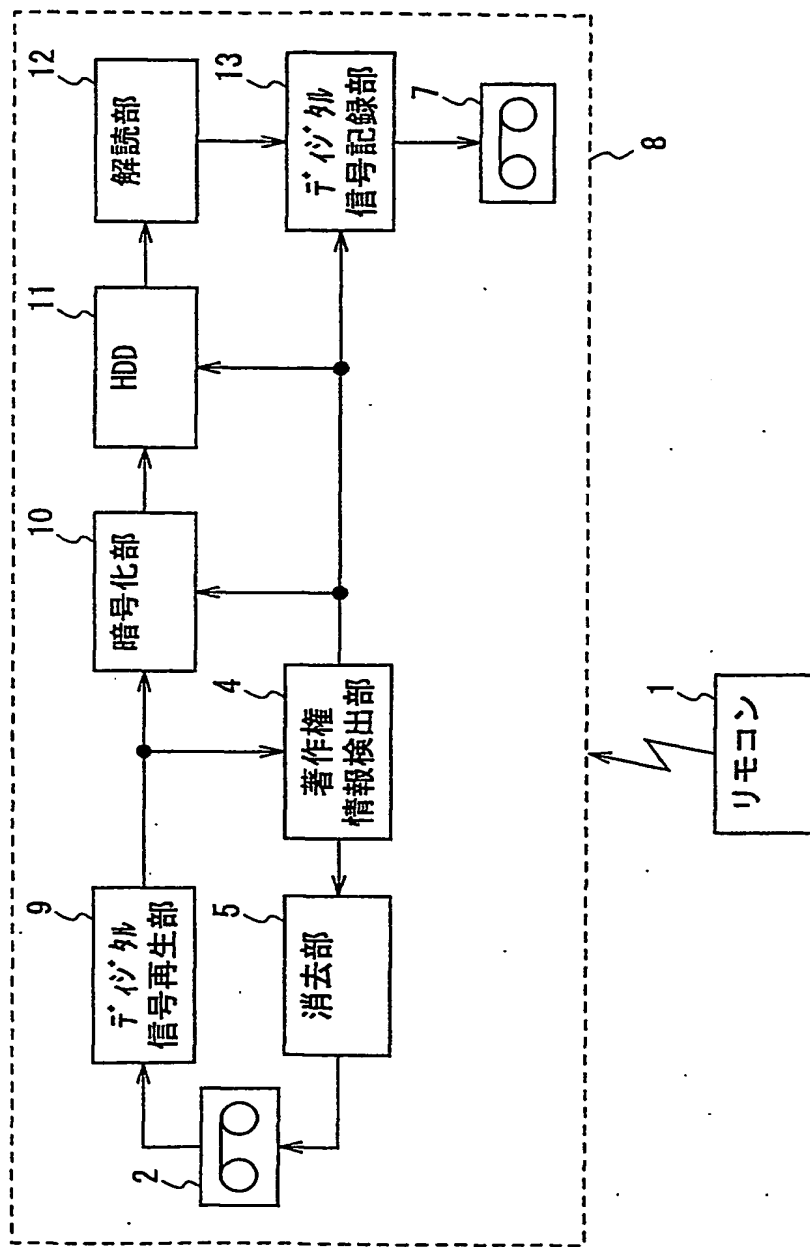 9
ディジタル
信号再生部
10
暗号化部
11
HDD
12
解読部
2
5
消去部
4
著作権
情報検出部
13
ディジタル
信号記録部
7
8
1
リモコン